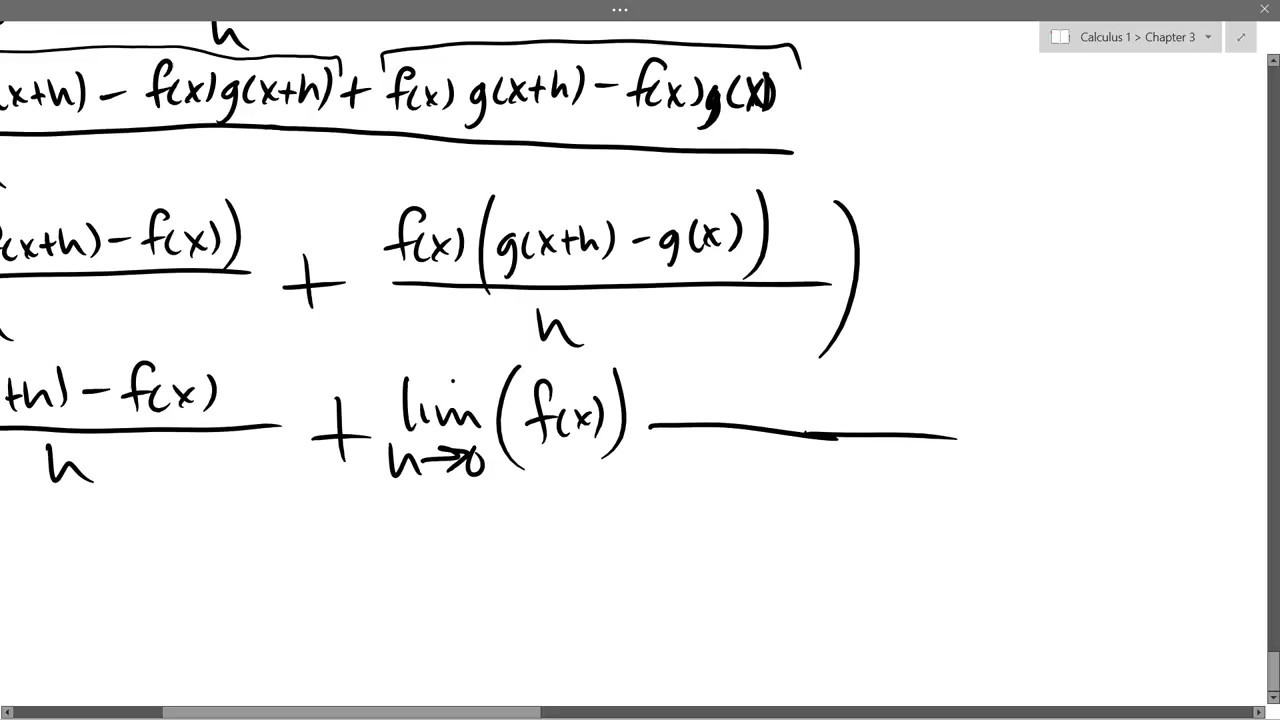 ...
Calculus 1 > Chapter 3
h
(x+h) - f(x)g(x+h) + f(x) g(x+h) - f(x)g(x)
(x+h) - f(x)) + f(x)(g(x+h) - g(x)) )
h
+h) - f(x) + lim (f(x))
h h→0